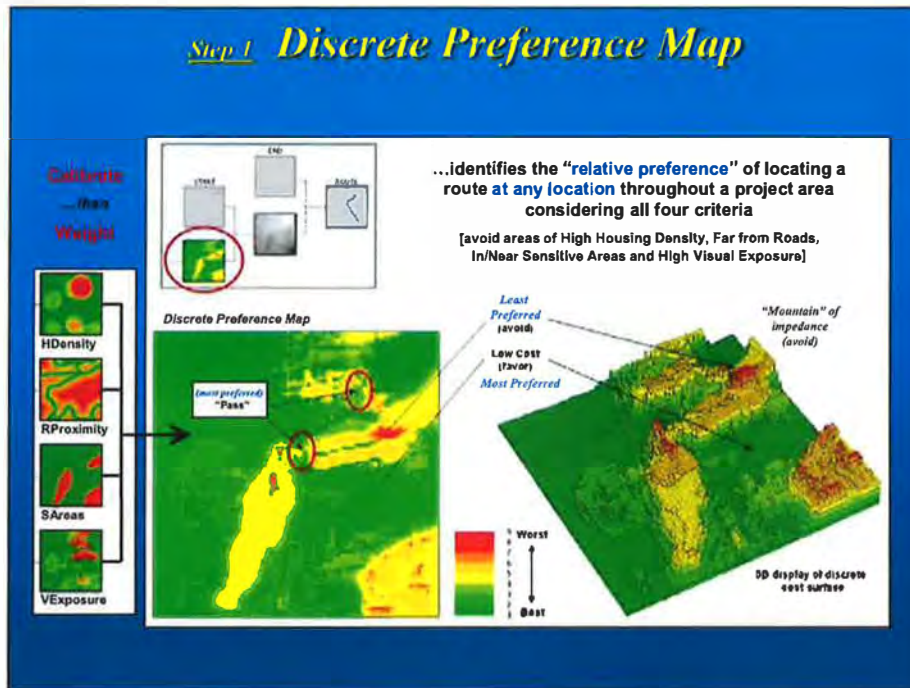 Step 1 Discrete Preference Map
Calibrate
...then
Weight
START
END
ROUTE
...identifies the “relative preference” of locating a
route at any location throughout a project area
considering all four criteria
[avoid areas of High Housing Density, Far from Roads,
In/Near Sensitive Areas and High Visual Exposure]
HDensity
RProximity
SAreas
VExposure
Discrete Preference Map
(most preferred)
“Pass”
Least
Preferred
(avoid)
Low Cost
(favor)
Most Preferred
“Mountain” of
impedance
(avoid)
Worst
Best
3D display of discrete
cost surface